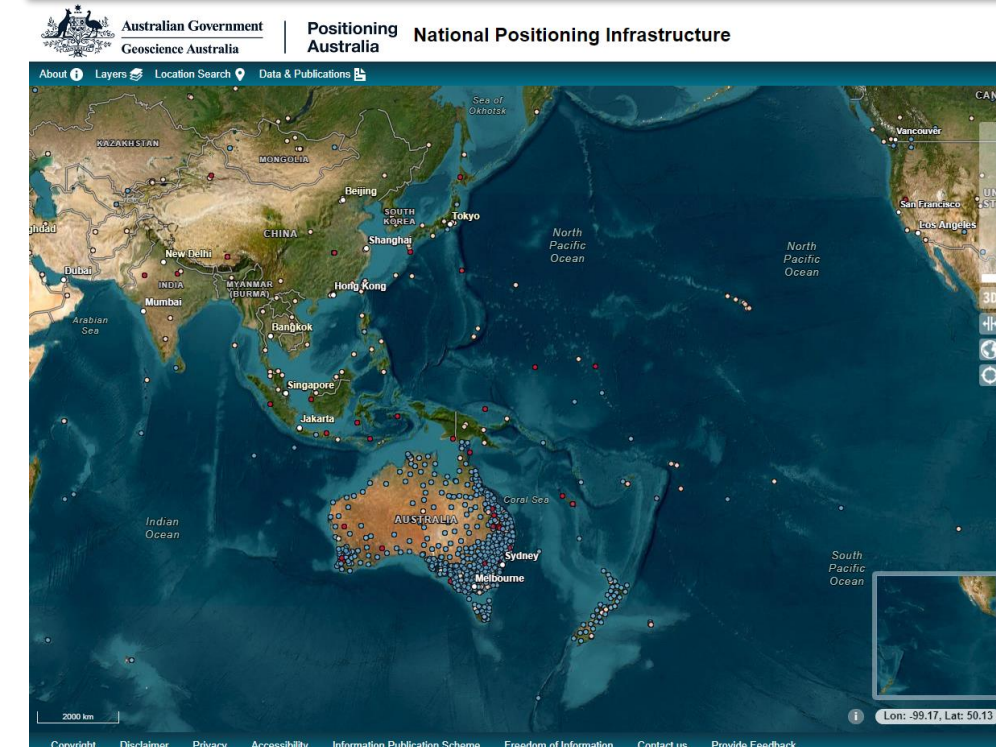 Australian Government
Geoscience Australia
Positioning
Australia
National Positioning Infrastructure
About
Layers
Location Search
Data & Publications
Sea of
Okhotsk
CAN
KAZAKHSTAN
MONGOLIA
Vancouver
Beijing
SOUTH
KOREA
Tokyo
UN
ST
San Francisco
Los Angeles
ghdad
CHINA
Shanghai
North
Pacific
Ocean
North
Pacific
Ocean
New Delhi
Dubai
INDIA
MYANMAR
(BURMA)
Hong Kong
3D
Mumbai
Arabian
Sea
Bangkok
Singapore
Jakarta
Coral Sea
AUSTRALIA
Indian
Ocean
Sydney
Melbourne
South
Pacific
Ocean
2000 km
Lon: -99.17, Lat: 50.13
Copyright
Disclaimer
Privacy
Accessibility
Information Publication Scheme
Freedom of Information
Contact us
Provide Feedback